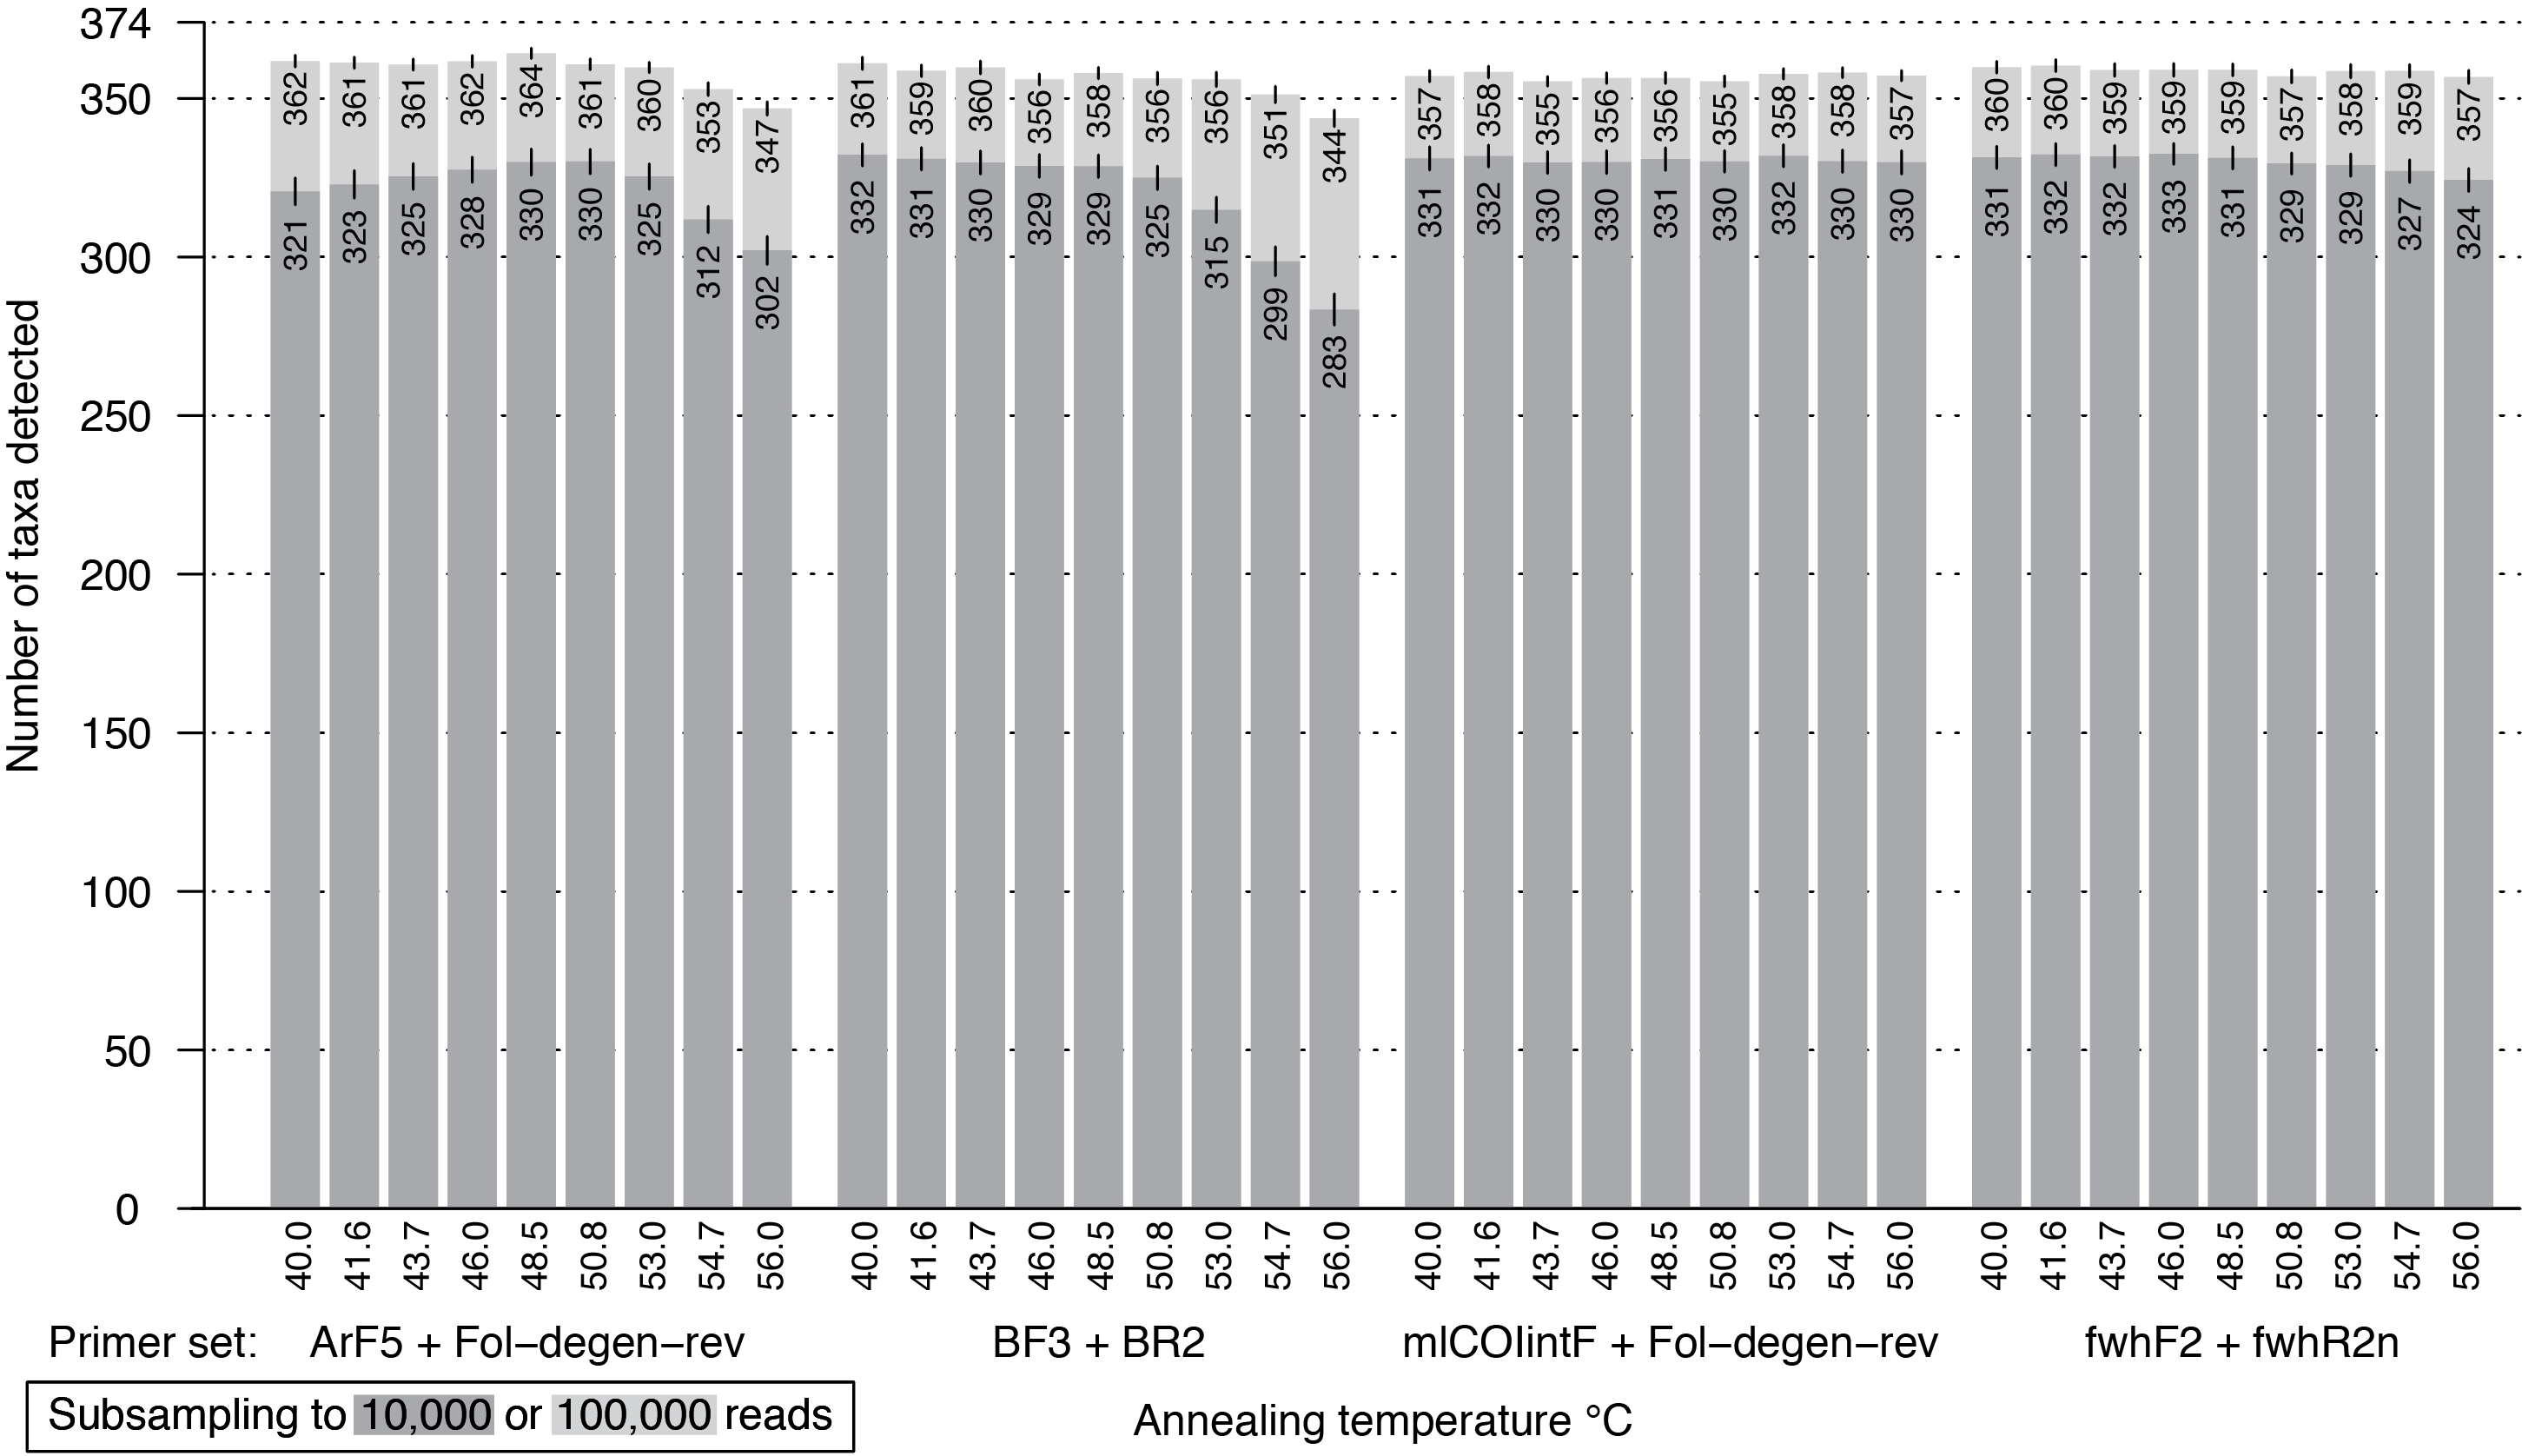 Number of taxa detected
374
350
300
250
200
150
100
50
0
362 361 361 362 364 361 360 353 347 361 359 360 356 358 356 356 351 344 357 358 355 356 356 355 358 358 357 360 360 359 359 359 357 358 359 357
321 323 325 328 330 330 325 312 302 332 331 330 329 329 325 315 299 283 331 332 330 330 331 330 332 330 330 331 332 332 333 331 329 329 327 324
40.0 41.6 43.7 46.0 48.5 50.8 53.0 54.7 56.0 40.0 41.6 43.7 46.0 48.5 50.8 53.0 54.7 56.0 40.0 41.6 43.7 46.0 48.5 50.8 53.0 54.7 56.0 40.0 41.6 43.7 46.0 48.5 50.8 53.0 54.7 56.0
Primer set: ArF5 + Fol−degen−rev BF3 + BR2 mlCOIintF + Fol−degen−rev fwhF2 + fwhR2n
Subsampling to 10,000 or 100,000 reads
Annealing temperature °C